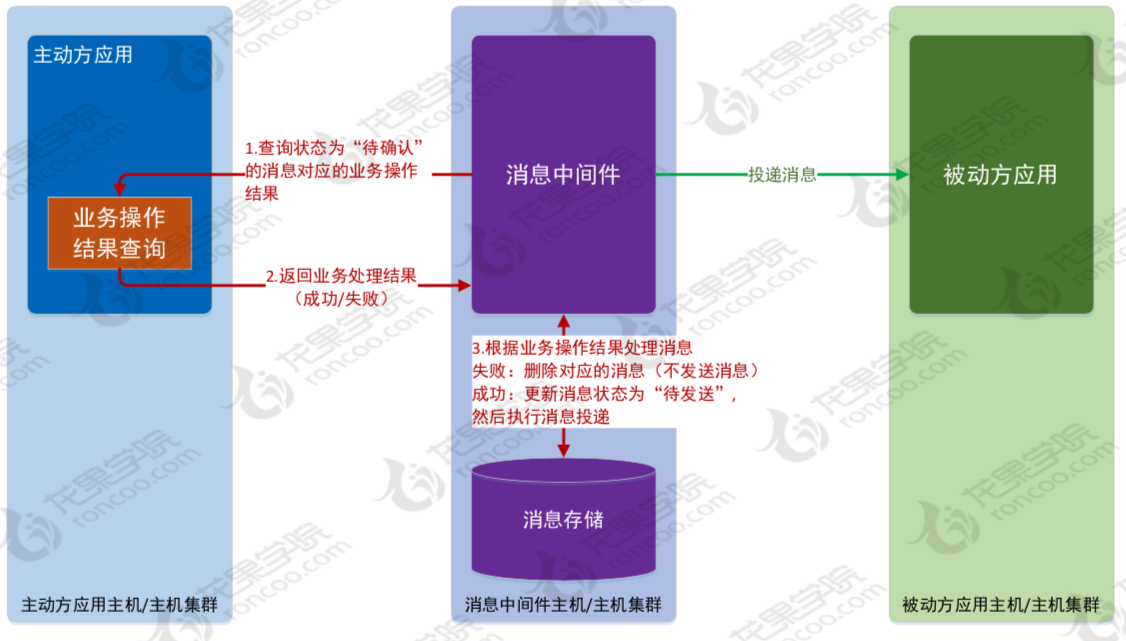 主动方应用
1.查询状态为“待确认”
的消息对应的业务操作
结果
业务操作
结果查询
2.返回业务处理结果
（成功/失败）
消息中间件
投递消息
被动方应用
3.根据业务操作结果处理消息
失败：删除对应的消息（不发送消息）
成功：更新消息状态为“待发送”,
然后执行消息投递
消息存储
主动方应用主机/主机集群
消息中间件主机/主机集群
被动方应用主机/主机集群
龙果学院
roncoo.com